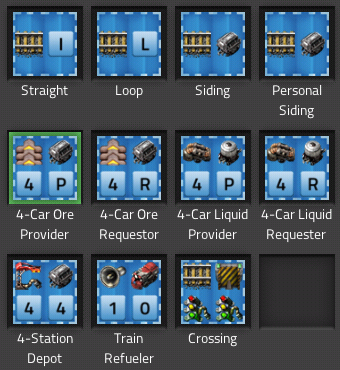 I
L
Straight
Loop
Siding
Personal
Siding
4 P
4 R
4 P
4 R
4-Car Ore
Provider
4-Car Ore
Requestor
4-Car Liquid
Provider
4-Car Liquid
Requester
4 4
1 0
4-Station
Depot
Train
Refueler
Crossing